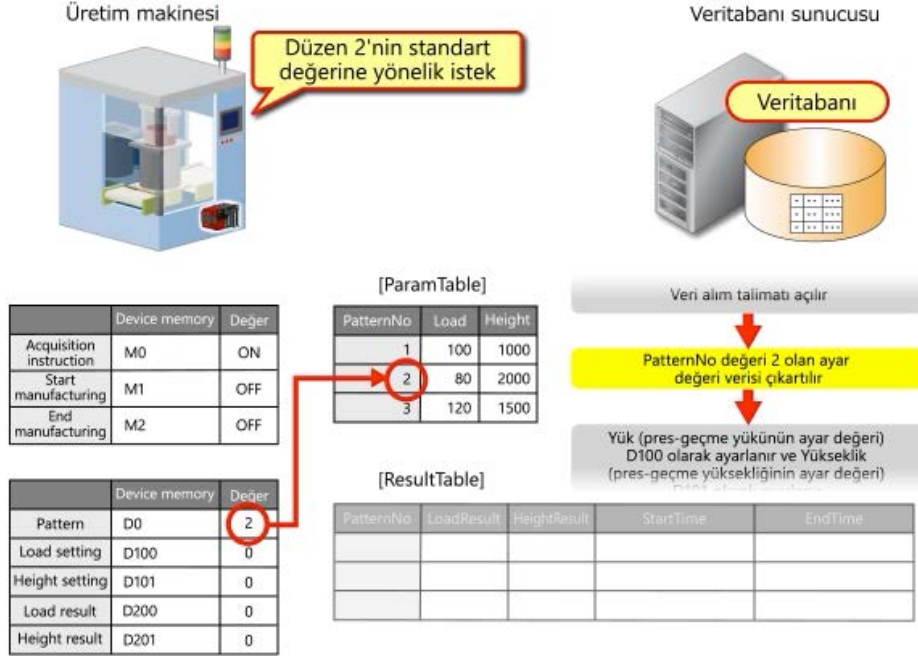 Üretim makinesi
Veritabanı sunucusu
Düzen 2'nin standart
değerine yönelik istek
Veritabanı
[ParamTable]
PatternNo Load Height
1 100 1000
2 80 2000
3 120 1500
Device memory Değer
Acquisition
instruction M0 ON
Start
manufacturing M1 OFF
End
manufacturing M2 OFF
Veri alım talimatı açılır
PatternNo değeri 2 olan ayar
değeri verisi çıkartılır
Yük (pres-geçme yükünün ayar değeri)
D100 olarak ayarlanır ve Yükseklik
(pres-geçme yüksekliğinin ayar değeri)
Device memory Değer
Pattern D0 2
Load setting D100 0
Height setting D101 0
Load result D200 0
Height result D201 0
[ResultTable]
PatternNo LoadResult HeightResult StartTime EndTime